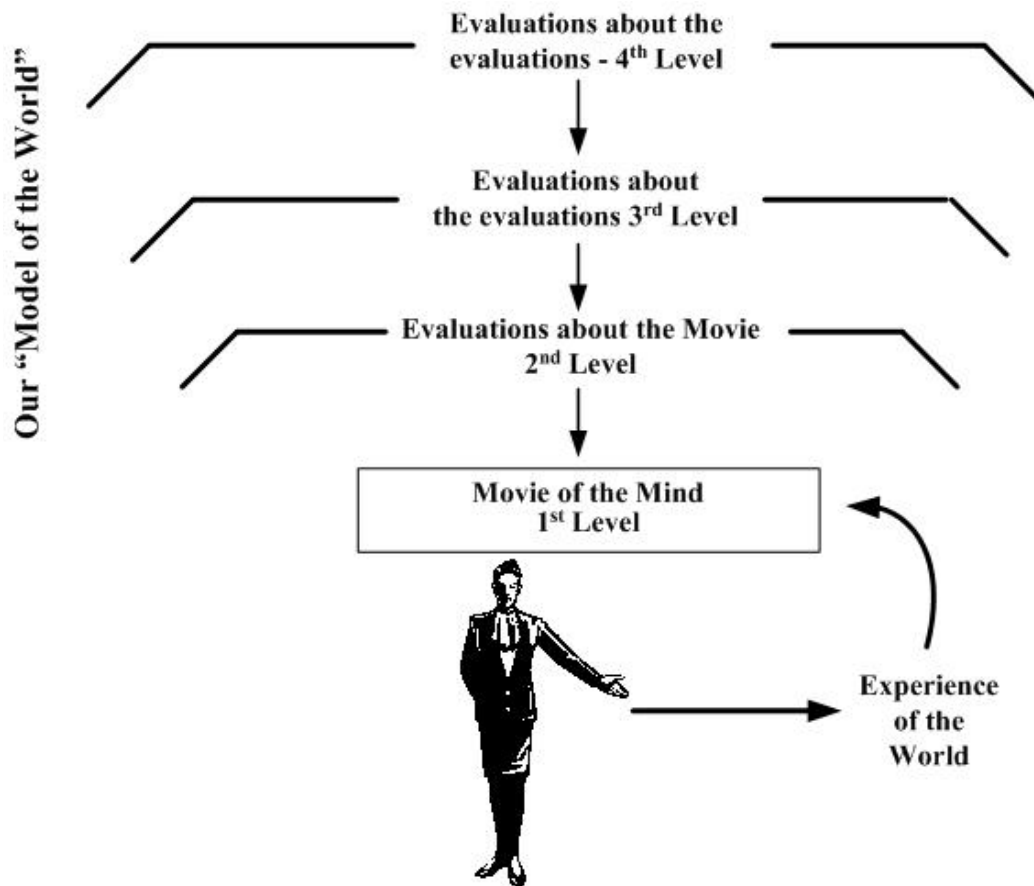 Our “Model of the World”
Evaluations about the
evaluations - 4th Level
Evaluations about
the evaluations 3rd Level
Evaluations about the Movie
2nd Level
Movie of the Mind
1st Level
Experience
of the
World